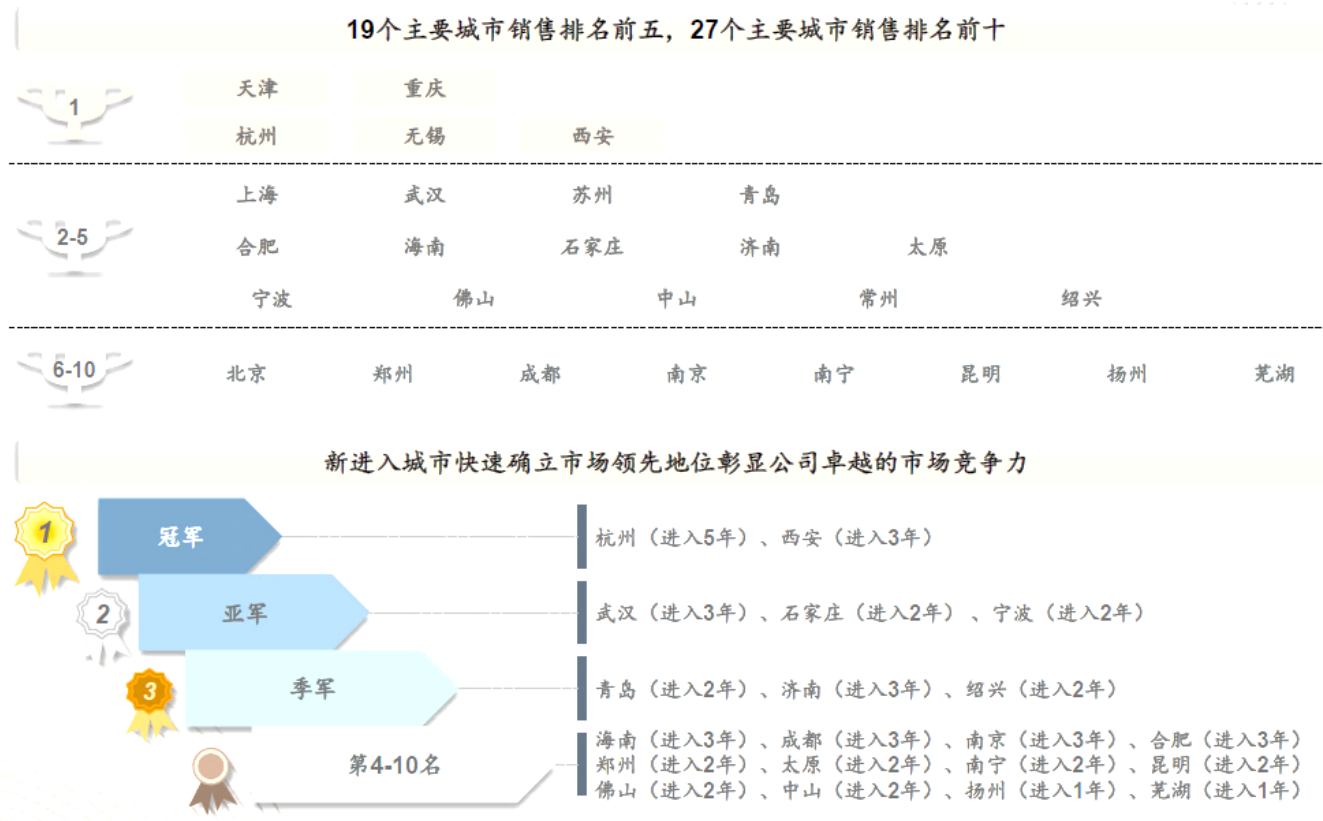 19个主要城市销售排名前五，27个主要城市销售排名前十
1
天津 重庆
杭州 无锡 西安
2-5
上海 武汉 苏州 青岛
合肥 海南 石家庄 济南 太原
宁波 佛山 中山 常州 绍兴
6-10 北京 郑州 成都 南京 南宁 昆明 扬州 芜湖
新进入城市快速确立市场领先地位彰显公司卓越的市场竞争力
1 冠军 杭州（进入5年）、西安（进入3年）
2 亚军 武汉（进入3年）、石家庄（进入2年）、宁波（进入2年）
3 季军 青岛（进入2年）、济南（进入3年）、绍兴（进入2年）
第4-10名
海南（进入3年）、成都（进入3年）、南京（进入3年）、合肥（进入3年）
郑州（进入2年）、太原（进入2年）、南宁（进入2年）、昆明（进入2年）
佛山（进入2年）、中山（进入2年）、扬州（进入1年）、芜湖（进入1年）